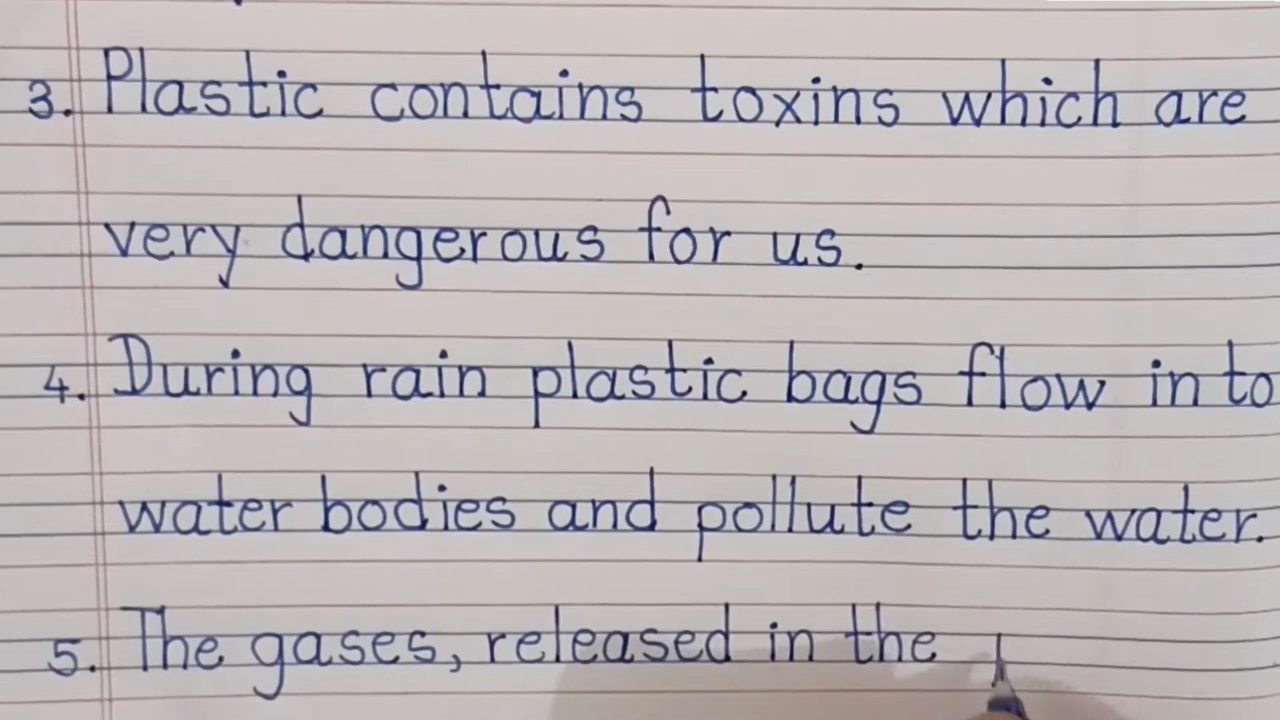 3. Plastic contains toxins which are
very dangerous for us.
4. During rain plastic bags flow in to
water bodies and pollute the water.
5. The gases, released in the